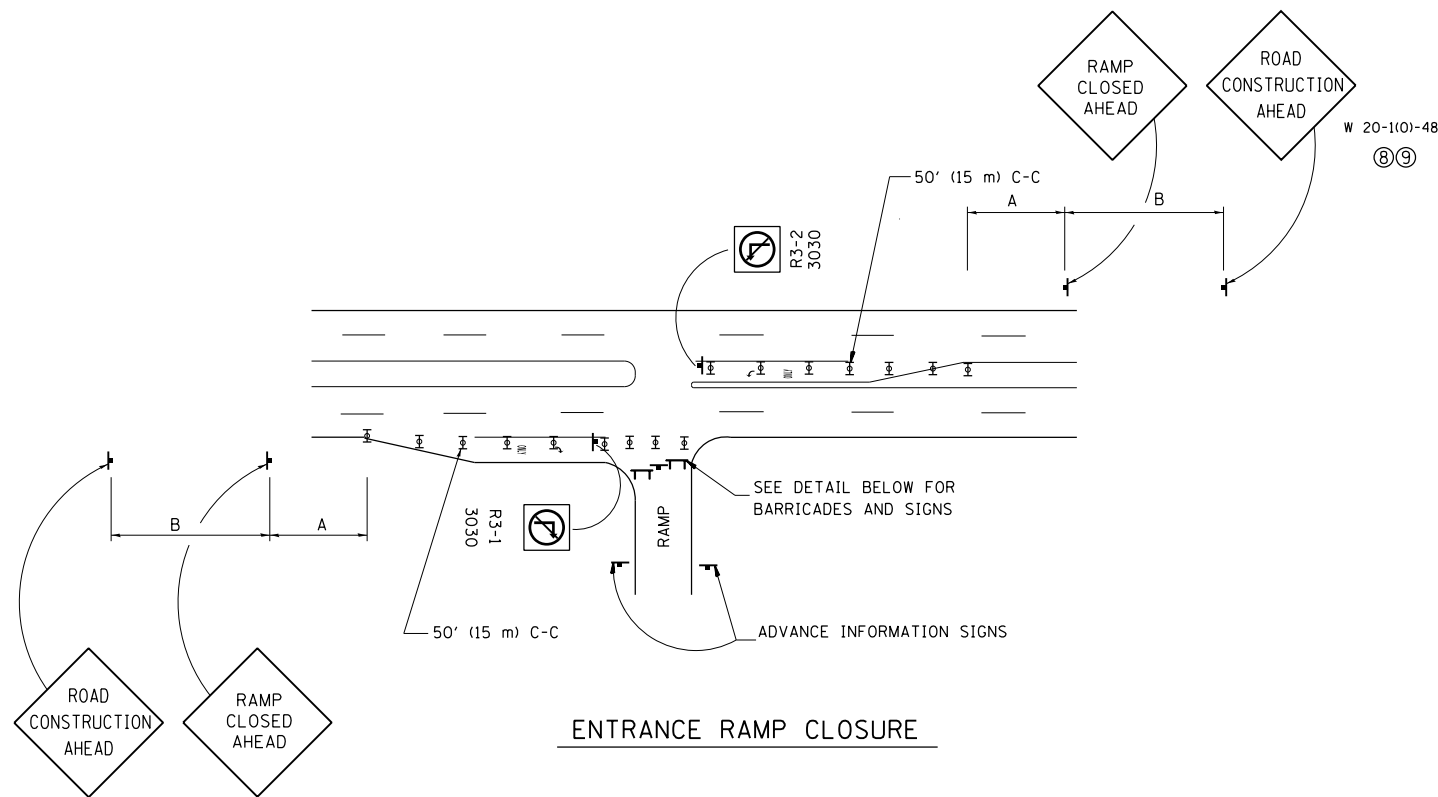 RAMP
CLOSED
AHEAD
ROAD
CONSTRUCTION
AHEAD
W 20-1(O)-48
⑧⑨
50' (15 m) C-C
A
B
R3-2
3030
ONLY
ONLY
SEE DETAIL BELOW FOR
BARRICADES AND SIGNS
B
A
R3-1
3030
RAMP
50' (15 m) C-C
ADVANCE INFORMATION SIGNS
ROAD
CONSTRUCTION
AHEAD
RAMP
CLOSED
AHEAD
ENTRANCE RAMP CLOSURE